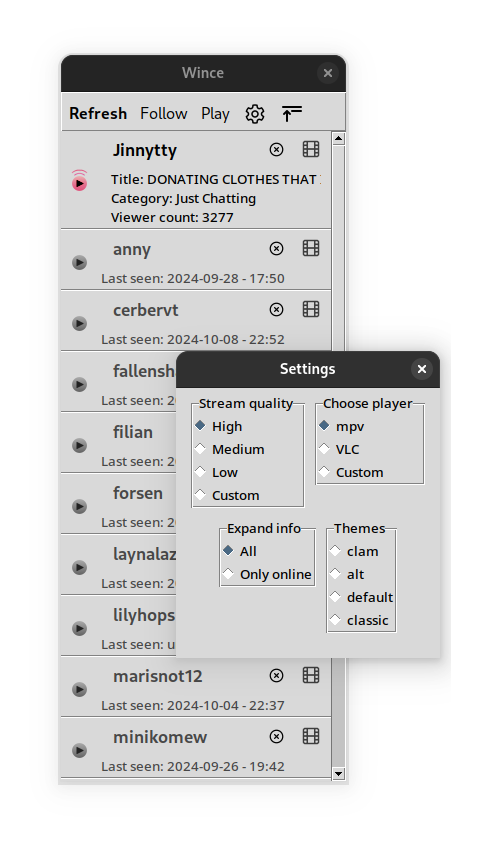 Wince
Refresh Follow Play
Jinnytty
Title: DONATING CLOTHES THAT
Category: Just Chatting
Viewer count: 3277
anny
Last seen: 2024-09-28 - 17:50
cerbervt
Last seen: 2024-10-08 - 22:52
fallensh
Last seen: 2
filian
Last seen: 2
forsen
Last seen: 2
laynalaz
Last seen: 2
lilyhops
Last seen: u
marisnot12
Last seen: 2024-10-04 - 22:37
minikomew
Last seen: 2024-09-26 - 19:42
Settings
Stream quality
High
Medium
Low
Custom
Choose player
mpv
VLC
Custom
Expand info
All
Only online
Themes
clam
alt
default
classic